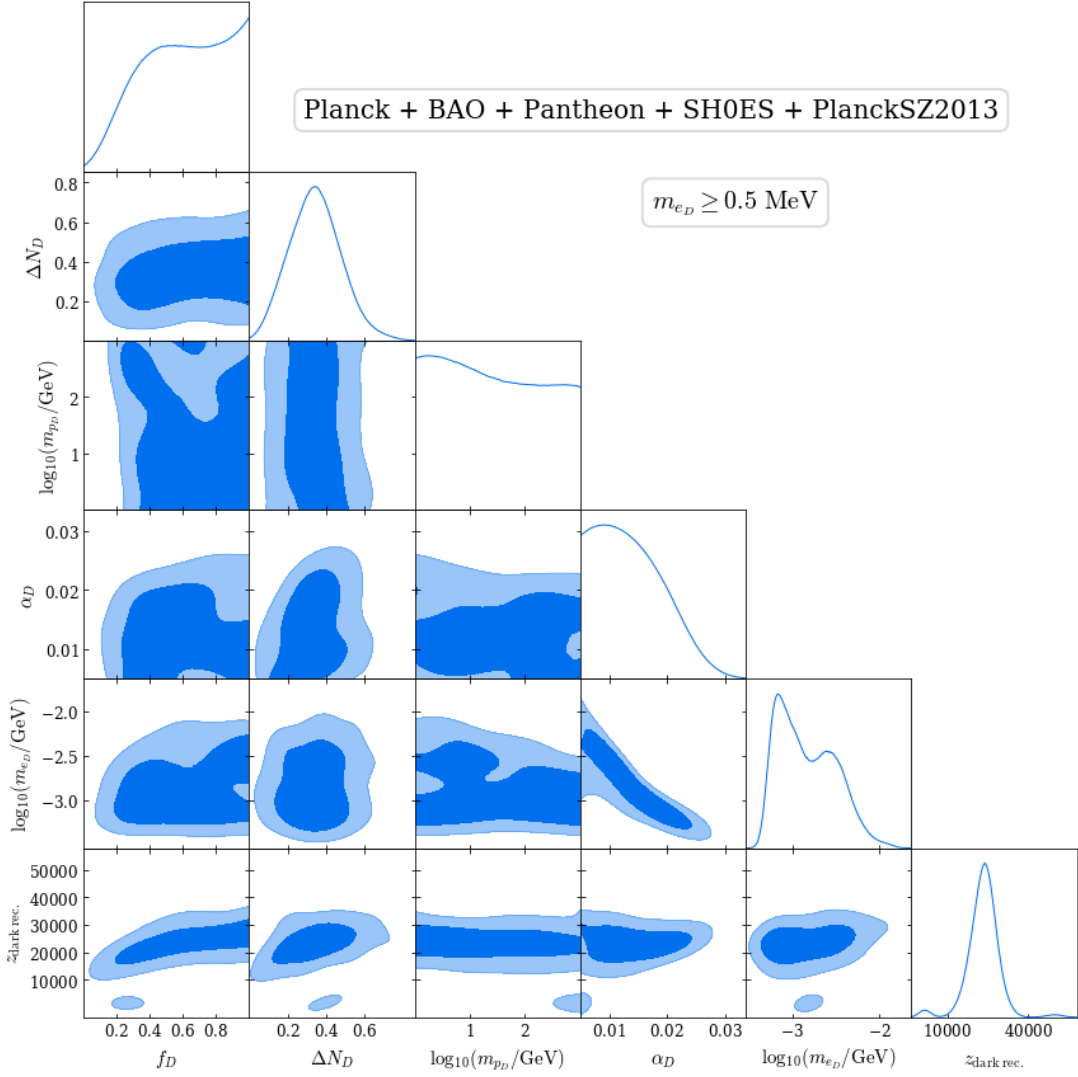 Planck + BAO + Pantheon + SH0ES + PlanckSZ2013
m_{e_D} ≥ 0.5 MeV
0.8
0.6
0.4
0.2
ΔN_D
2
1
log₁₀(m_{p_D}/GeV)
0.03
0.02
0.01
α_D
−2.0
−2.5
−3.0
log₁₀(m_{e_D}/GeV)
50000
40000
30000
20000
10000
z_{dark rec.}
0.2 0.4 0.6 0.8
0.2 0.4 0.6
1 2
0.01 0.03
−3 −2
10000 40000
f_D
ΔN_D
log₁₀(m_{p_D}/GeV)
α_D
log₁₀(m_{e_D}/GeV)
z_{dark rec.}